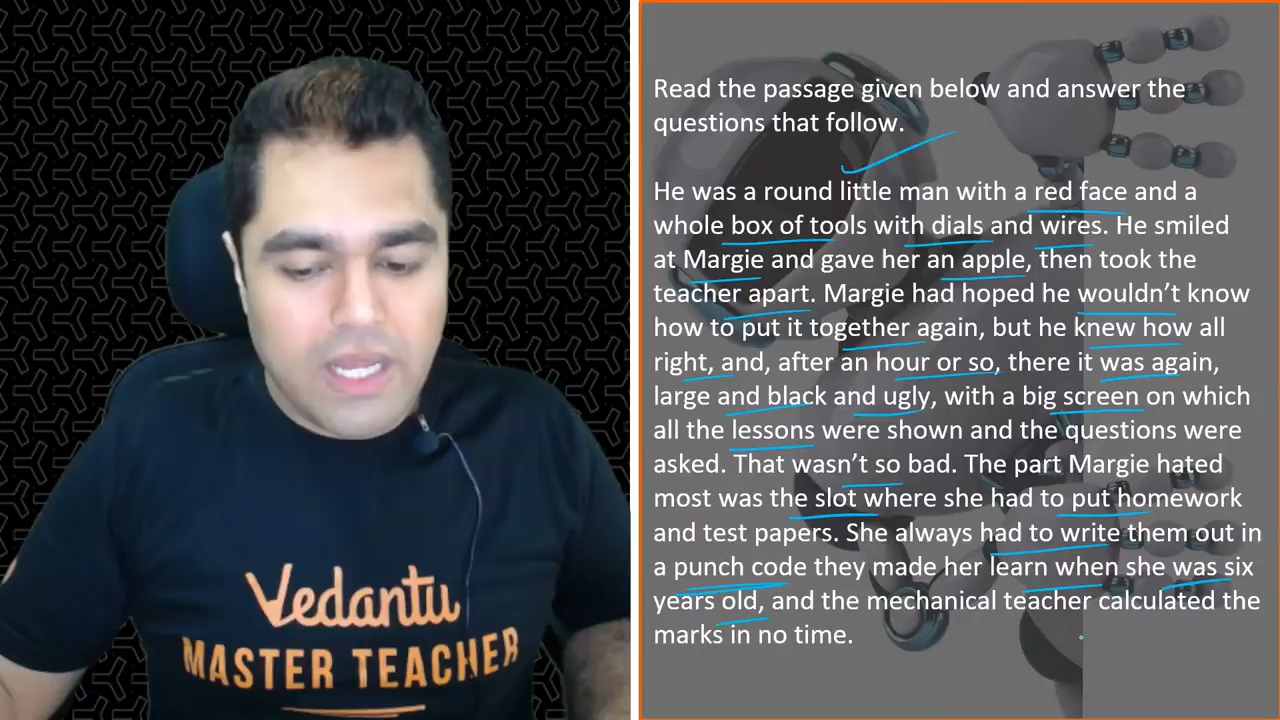 Read the passage given below and answer the
questions that follow.
He was a round little man with a red face and a
whole box of tools with dials and wires. He smiled
at Margie and gave her an apple, then took the
teacher apart. Margie had hoped he wouldn’t know
how to put it together again, but he knew how all
right, and, after an hour or so, there it was again,
large and black and ugly, with a big screen on which
all the lessons were shown and the questions were
asked. That wasn’t so bad. The part Margie hated
most was the slot where she had to put homework
and test papers. She always had to write them out in
a punch code they made her learn when she was six
years old, and the mechanical teacher calculated the
marks in no time.
Vedantu
MASTER TEACHER